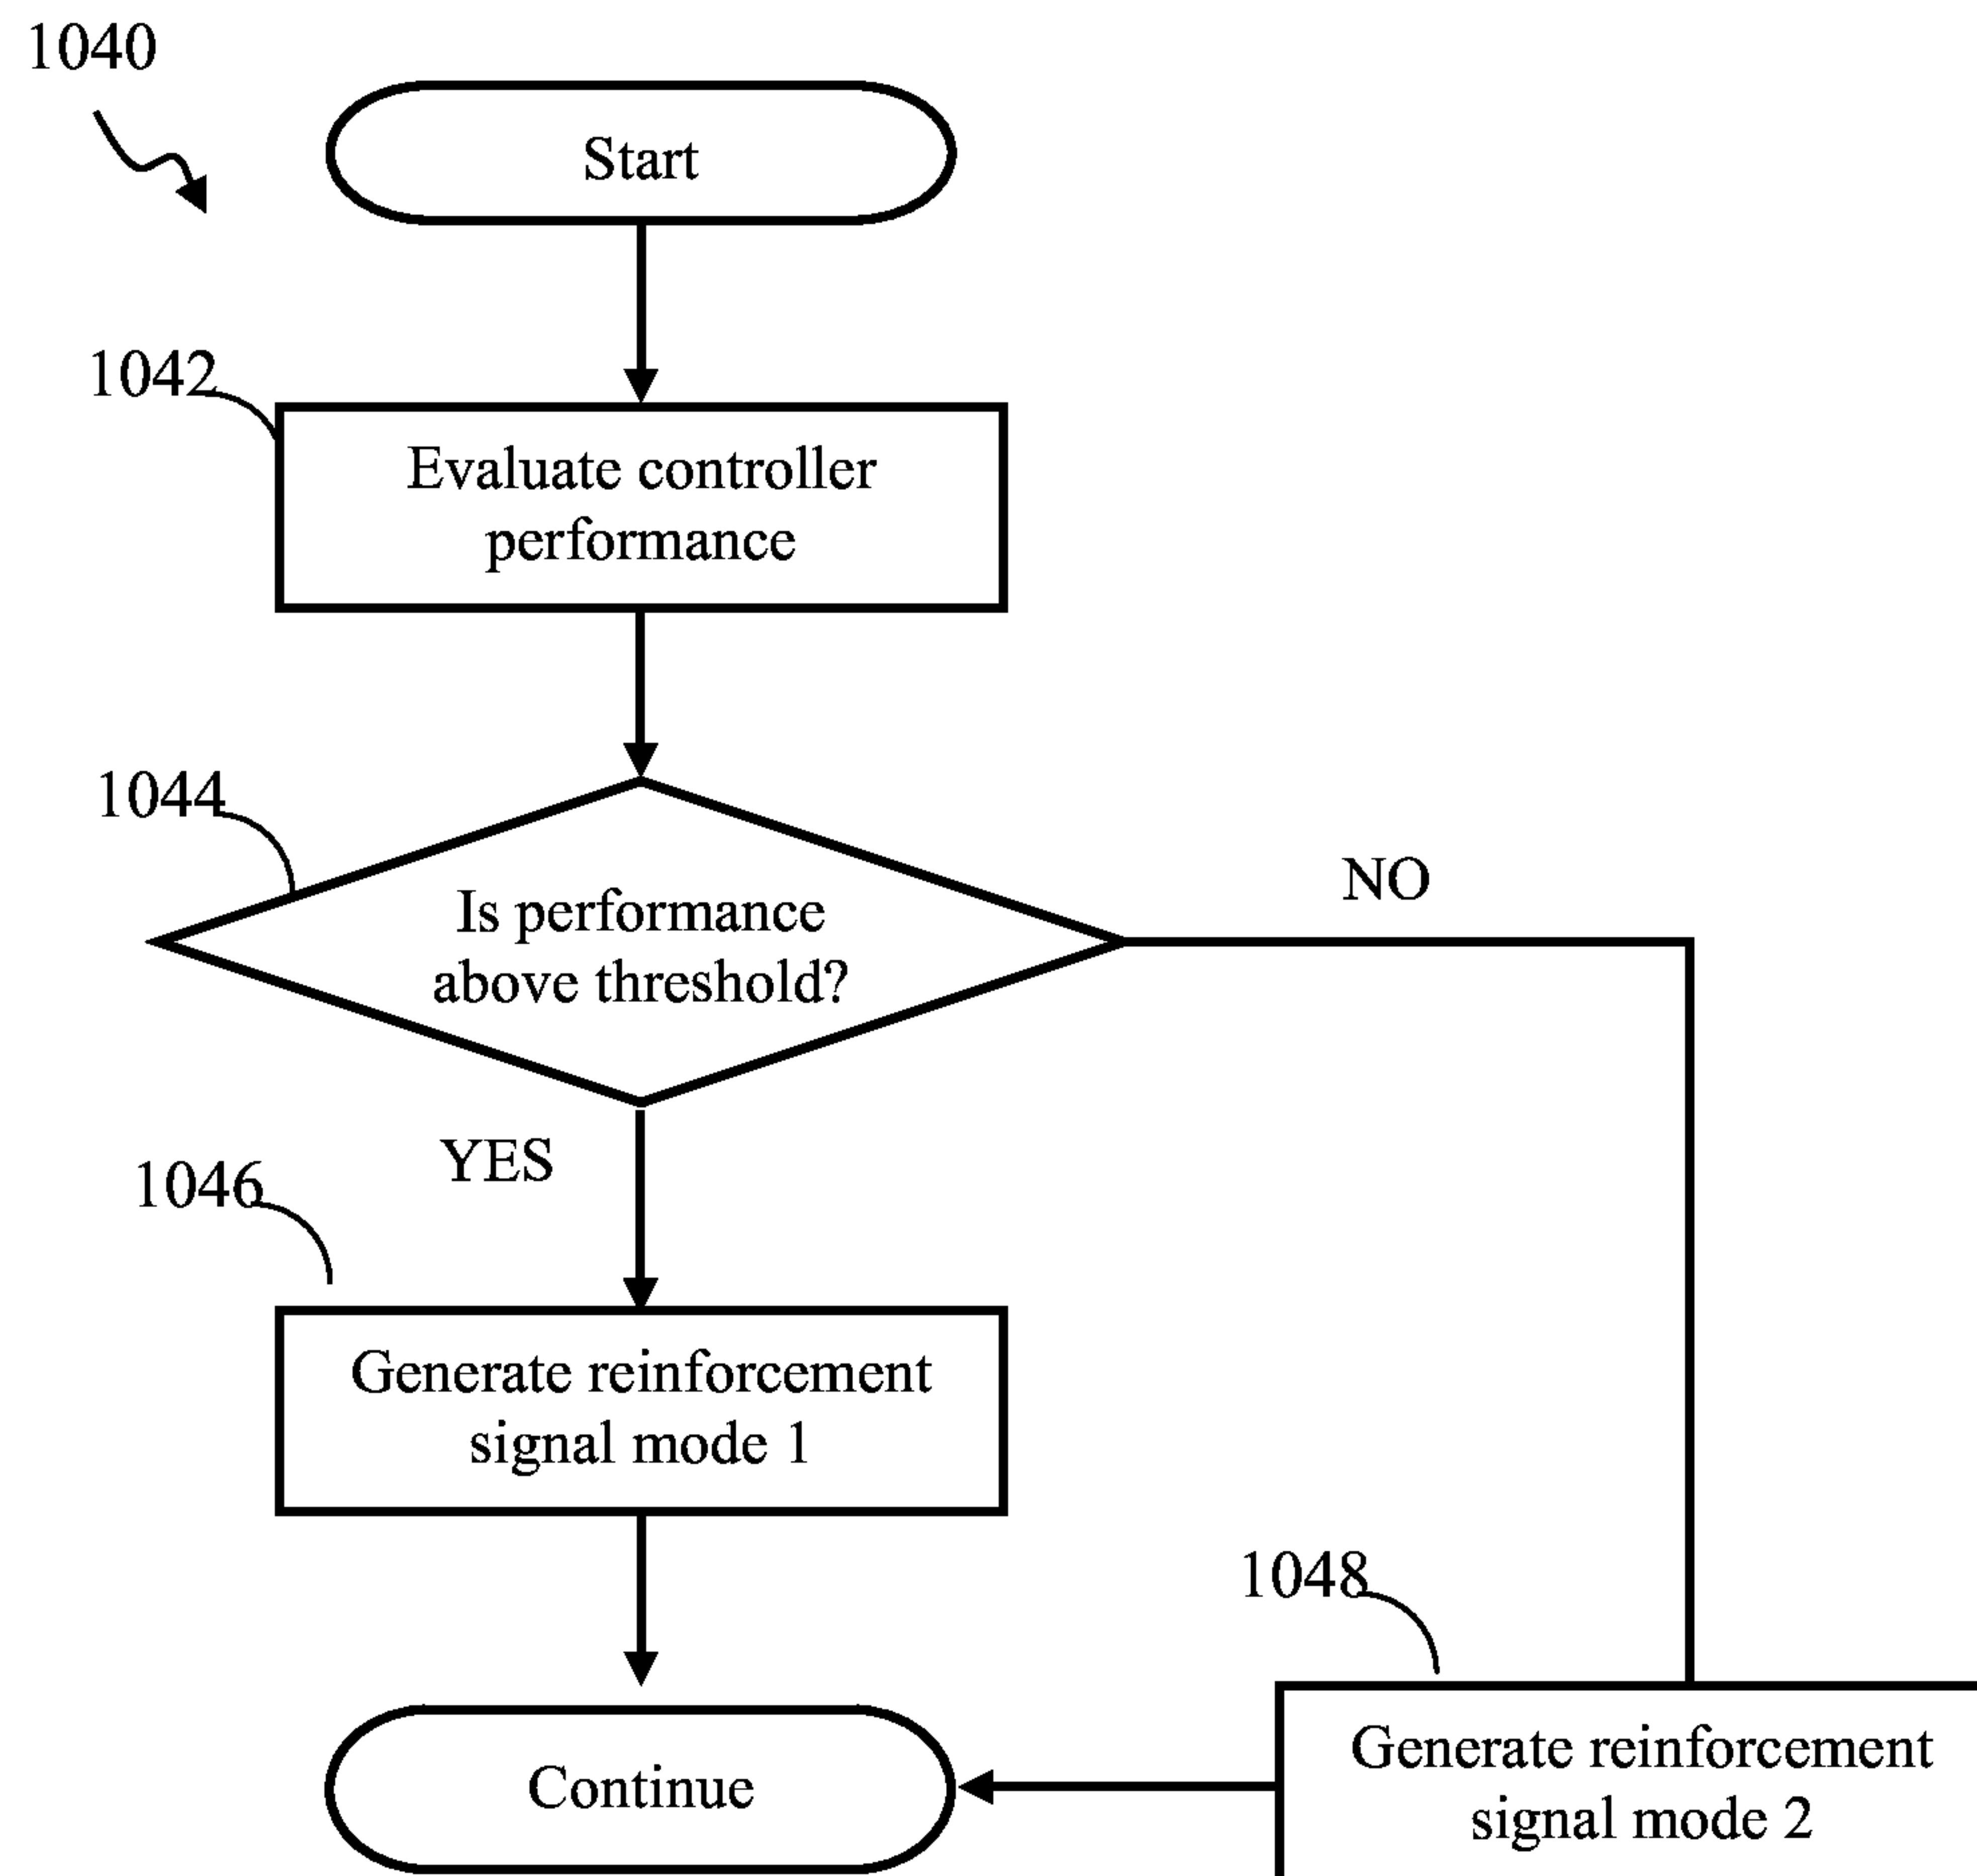 1040
Start
1042
Evaluate controller
performance
1044
Is performance
above threshold?
NO
YES
1046
Generate reinforcement
signal mode 1
1048
Generate reinforcement
signal mode 2
Continue